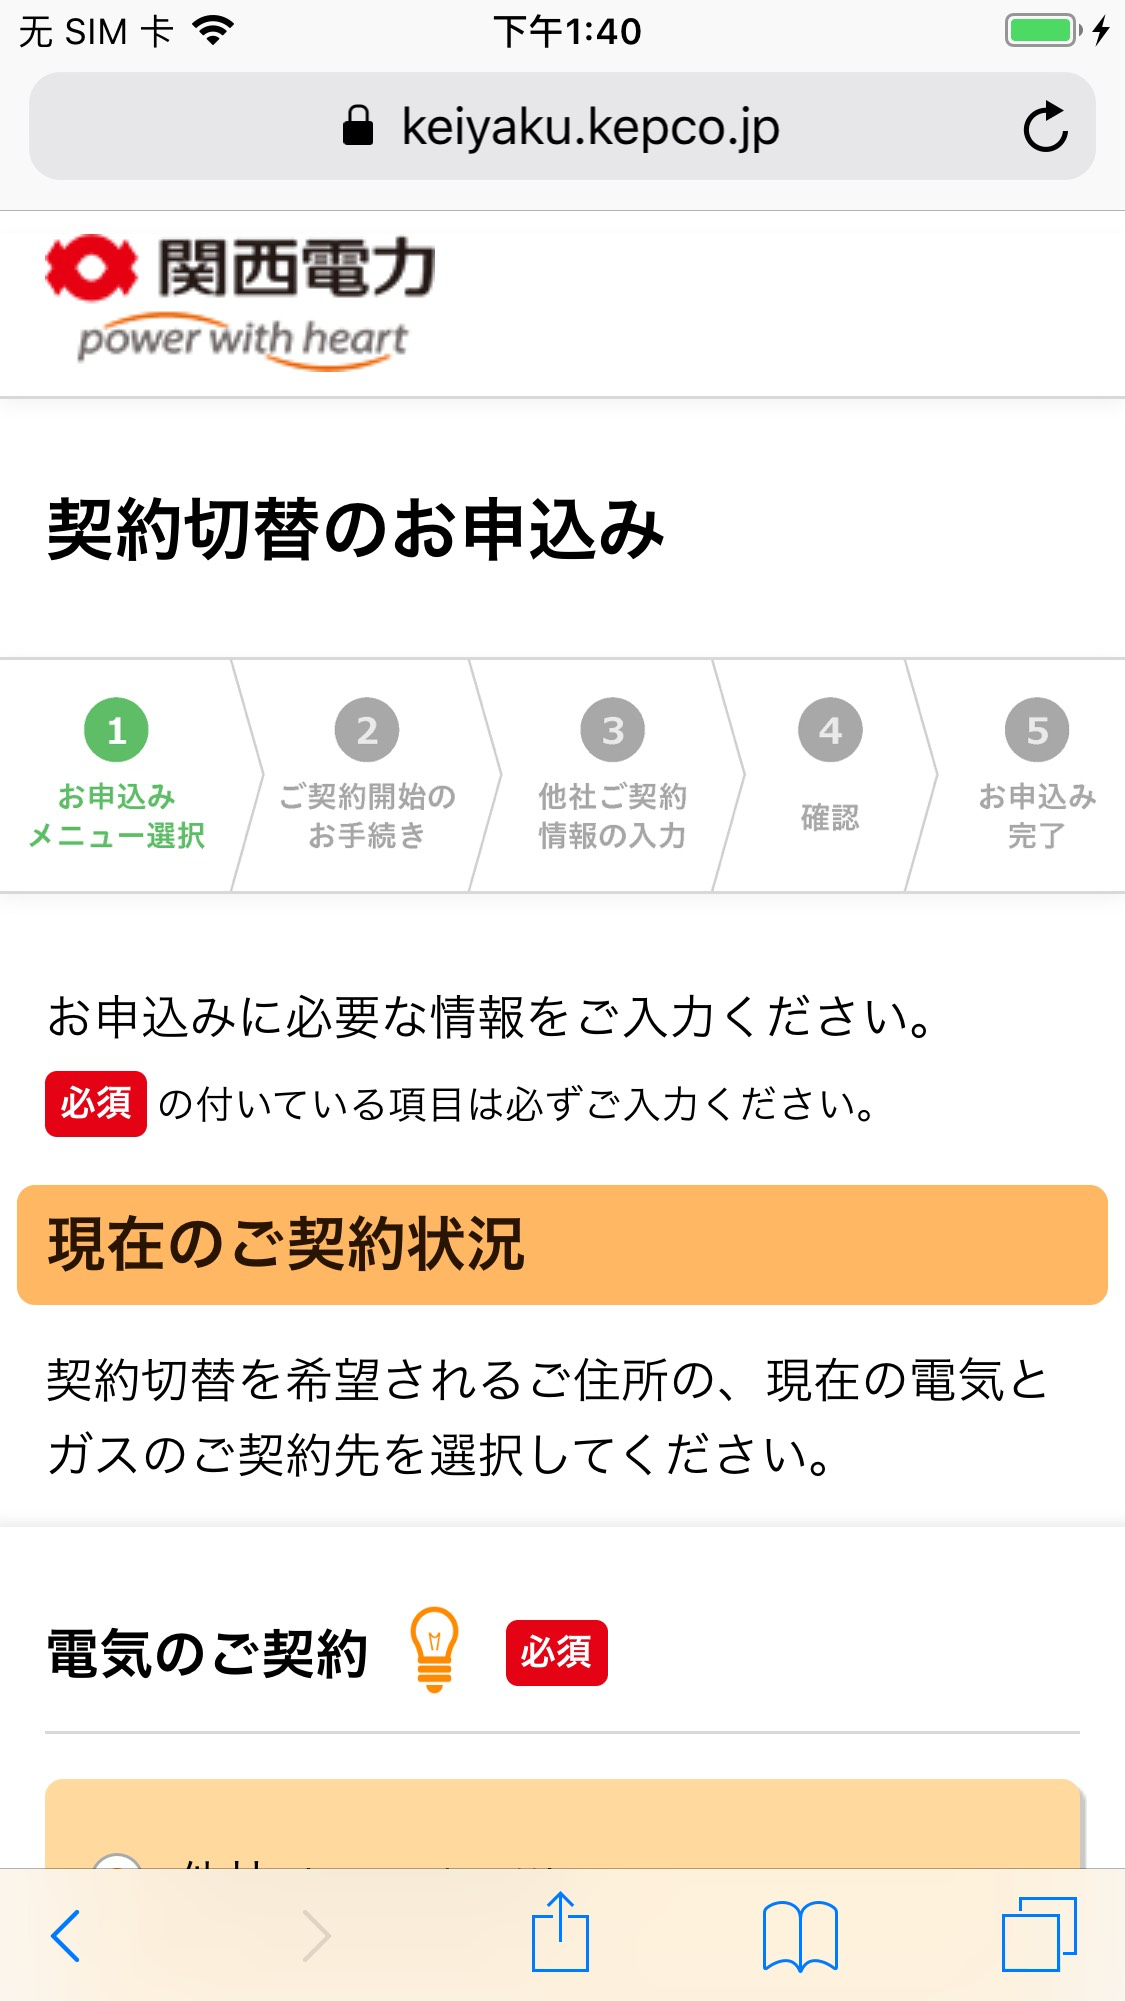 无 SIM 卡
下午1:40
keiyaku.kepco.jp
関西電力
power with heart
契約切替のお申込み
1
お申込み
メニュー選択
2
ご契約開始の
お手続き
3
他社ご契約
情報の入力
4
確認
5
お申込み
完了
お申込みに必要な情報をご入力ください。
必須 の付いている項目は必ずご入力ください。
現在のご契約状況
契約切替を希望されるご住所の、現在の電気と
ガスのご契約先を選択してください。
電気のご契約 必須